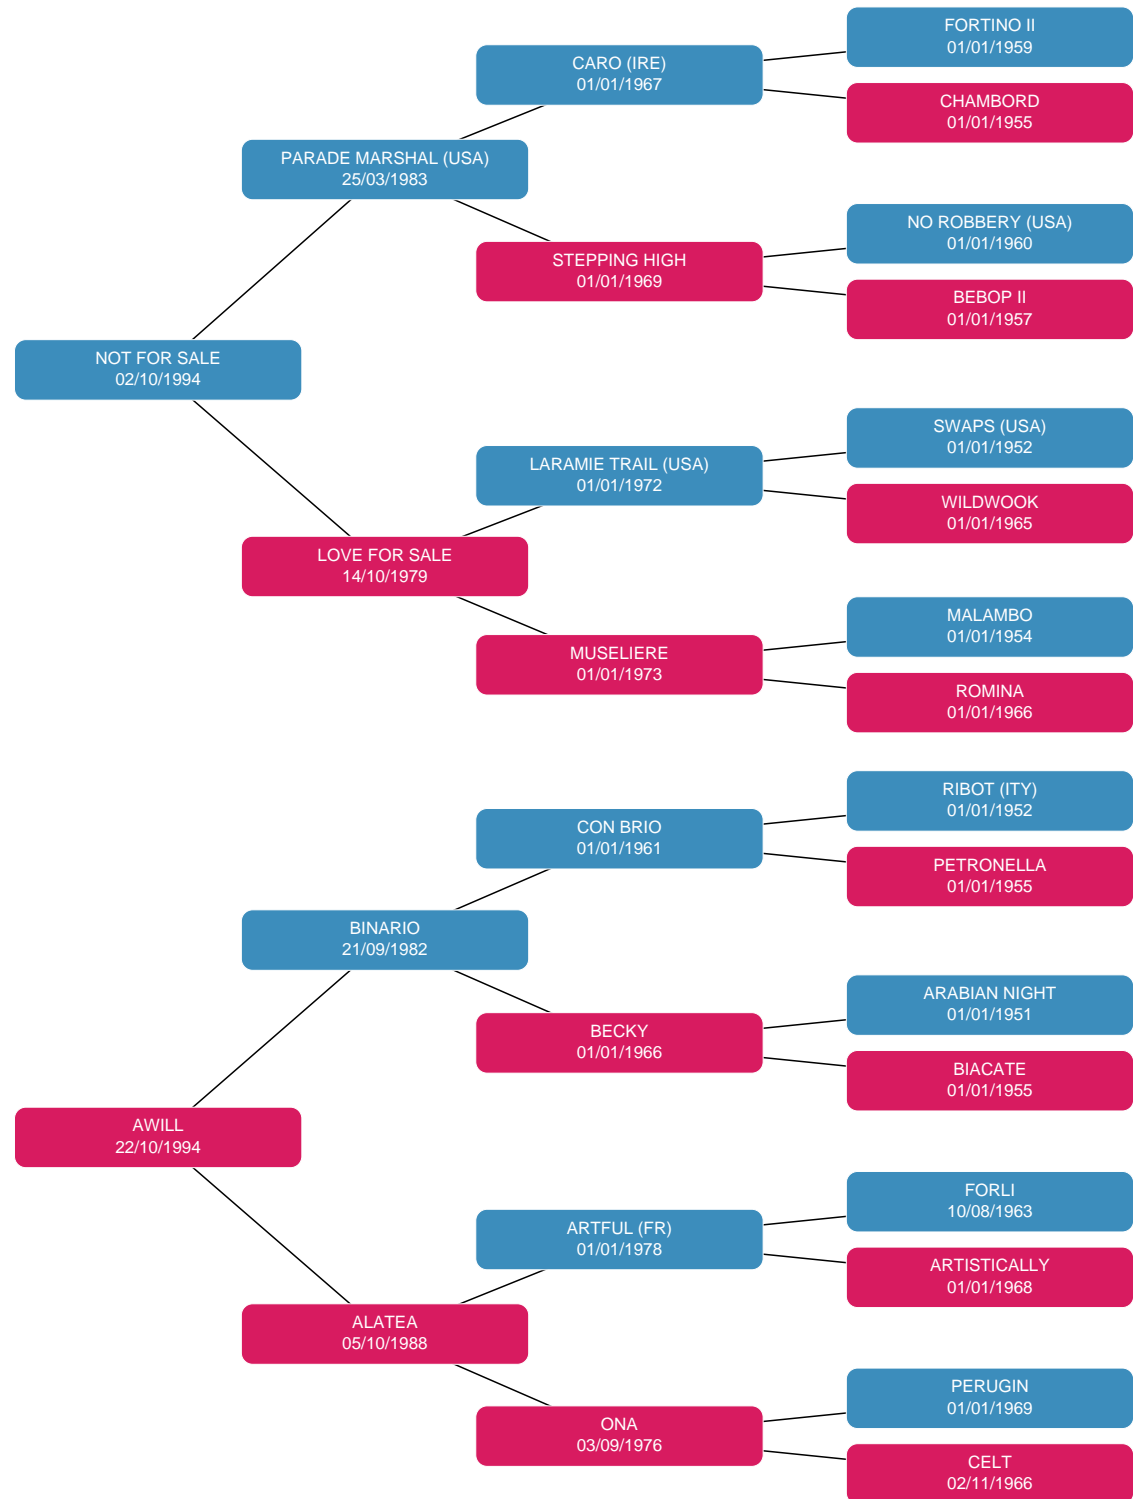 FORTINO II
01/01/1959
CARO (IRE)
01/01/1967
CHAMBORD
01/01/1955
PARADE MARSHAL (USA)
25/03/1983
NO ROBBERY (USA)
01/01/1960
STEPPING HIGH
01/01/1969
BEBOP II
01/01/1957
NOT FOR SALE
02/10/1994
SWAPS (USA)
01/01/1952
LARAMIE TRAIL (USA)
01/01/1972
WILDWOOK
01/01/1965
LOVE FOR SALE
14/10/1979
MALAMBO
01/01/1954
MUSELIERE
01/01/1973
ROMINA
01/01/1966
RIBOT (ITY)
01/01/1952
CON BRIO
01/01/1961
PETRONELLA
01/01/1955
BINARIO
21/09/1982
ARABIAN NIGHT
01/01/1951
BECKY
01/01/1966
BIACATE
01/01/1955
AWILL
22/10/1994
FORLI
10/08/1963
ARTFUL (FR)
01/01/1978
ARTISTICALLY
01/01/1968
ALATEA
05/10/1988
PERUGIN
01/01/1969
ONA
03/09/1976
CELT
02/11/1966